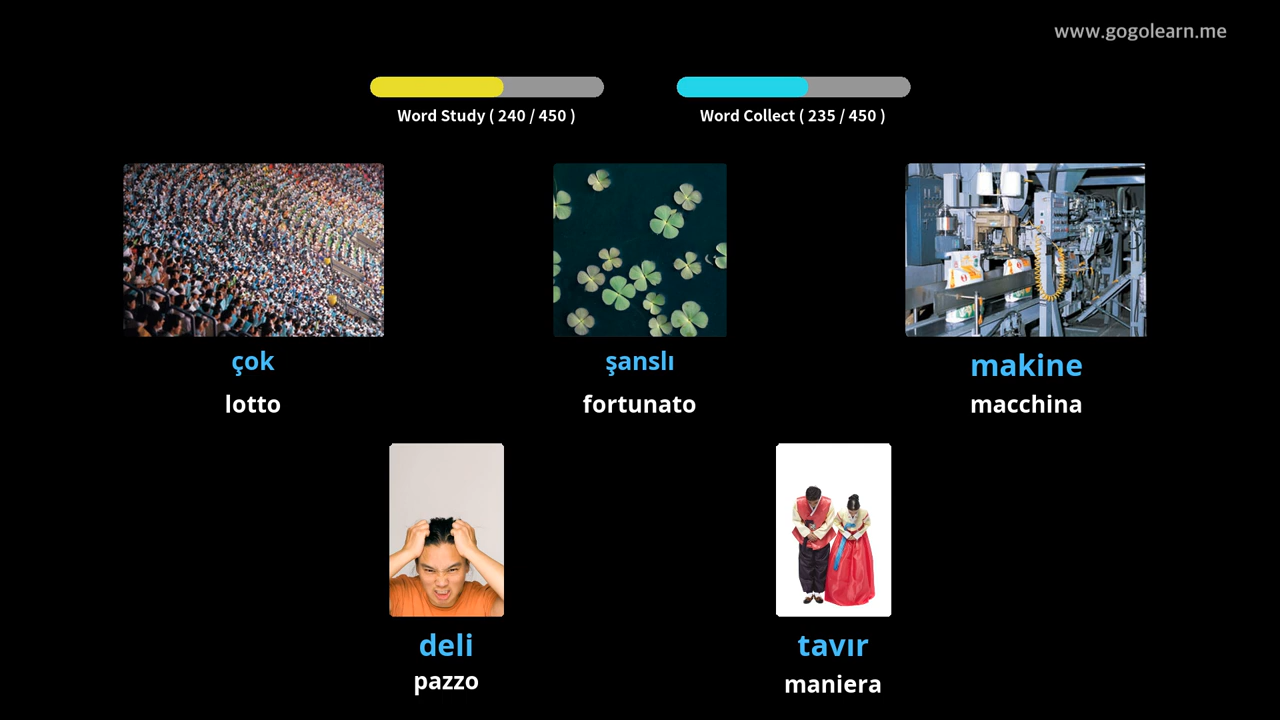 www.gogolearn.me
Word Study ( 240 / 450 )
Word Collect ( 235 / 450 )
çok
lotto
şanslı
fortunato
makine
macchina
deli
pazzo
tavır
maniera